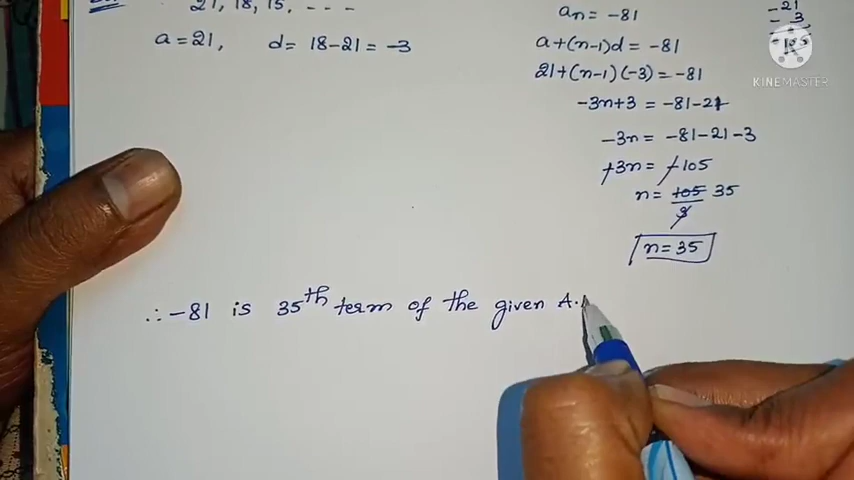 21, 18, 15, - - - -
a = 21, d = 18-21 = -3
an = -81
a+(n-1)d = -81
21+(n-1)(-3) = -81
-3n+3 = -81-21
-3n = -81-21-3
-3n = -105
n = 105 35
3
n = 35
-21
-3
-105
KINEMASTER
∴ -81 is 35th term of the given A.